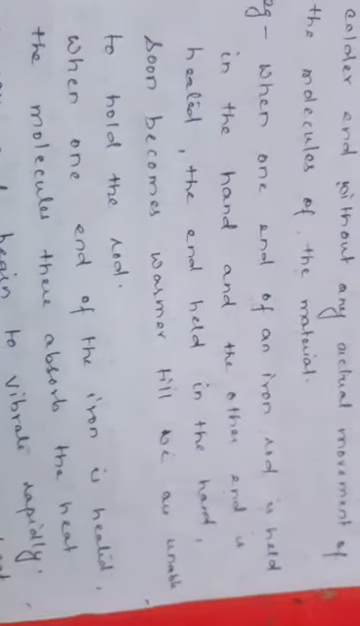 colder end without any actual movement of
the molecules of the material.
eg - when one end of an iron rod is held
in the hand and the other end is
heated, the end held in the hand,
soon becomes warmer till we are unable
to hold the rod.
when one end of the iron is heated,
the molecules there absorb the heat
begin to vibrate rapidly.